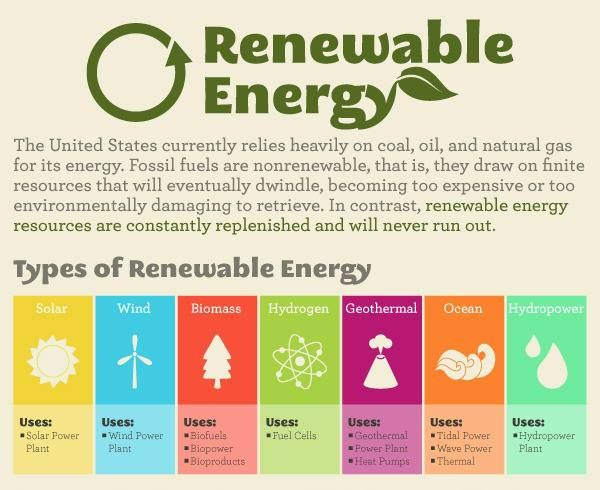 Renewable
Energy
The United States currently relies heavily on coal, oil, and natural gas
for its energy. Fossil fuels are nonrenewable, that is, they draw on finite
resources that will eventually dwindle, becoming too expensive or too
environmentally damaging to retrieve. In contrast, renewable energy
resources are constantly replenished and will never run out.
Types of Renewable Energy
Solar
Uses:
▪ Solar Power
Plant
Wind
Uses:
▪ Wind Power
Plant
Biomass
Uses:
▪ Biofuels
▪ Biopower
▪ Bioproducts
Hydrogen
Uses:
▪ Fuel Cells
Geothermal
Uses:
▪ Geothermal
▪ Power Plant
▪ Heat Pumps
Ocean
Uses:
▪ Tidal Power
▪ Wave Power
▪ Thermal
Hydropower
Uses:
▪ Hydropower
Plant